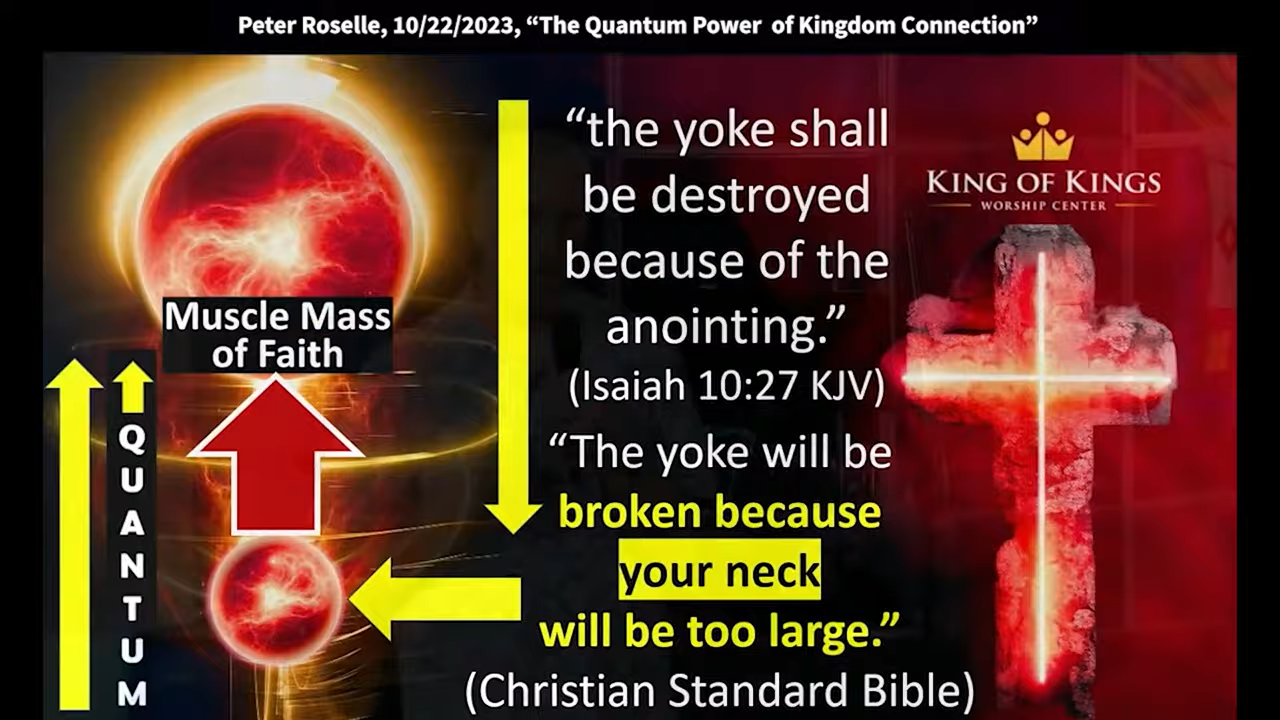 Peter Roselle, 10/22/2023, “The Quantum Power of Kingdom Connection”
“the yoke shall
be destroyed
because of the
anointing.”
(Isaiah 10:27 KJV)
“The yoke will be
broken because
your neck
will be too large.”
(Christian Standard Bible)
KING OF KINGS
WORSHIP CENTER
Muscle Mass
of Faith
QUANTUM